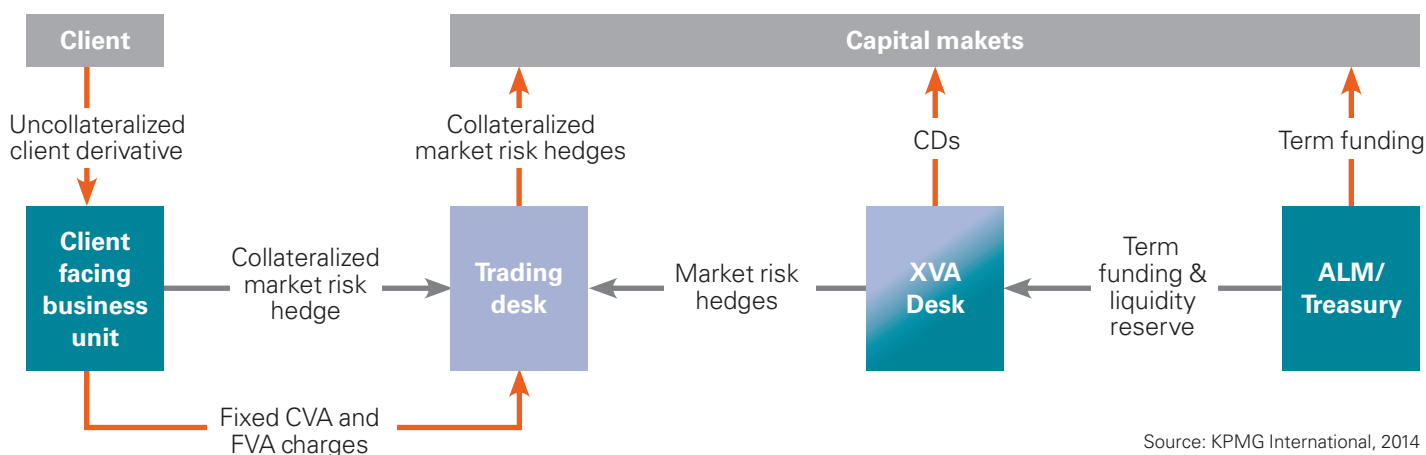 Client
Capital makets
Uncollateralized
client derivative
Collateralized
market risk hedges
CDs
Term funding
Client
facing
business
unit
Collateralized
market risk
hedge
Trading
desk
Market risk
hedges
XVA
Desk
Term
funding &
liquidity
reserve
ALM/
Treasury
Fixed CVA and
FVA charges
Source: KPMG International, 2014